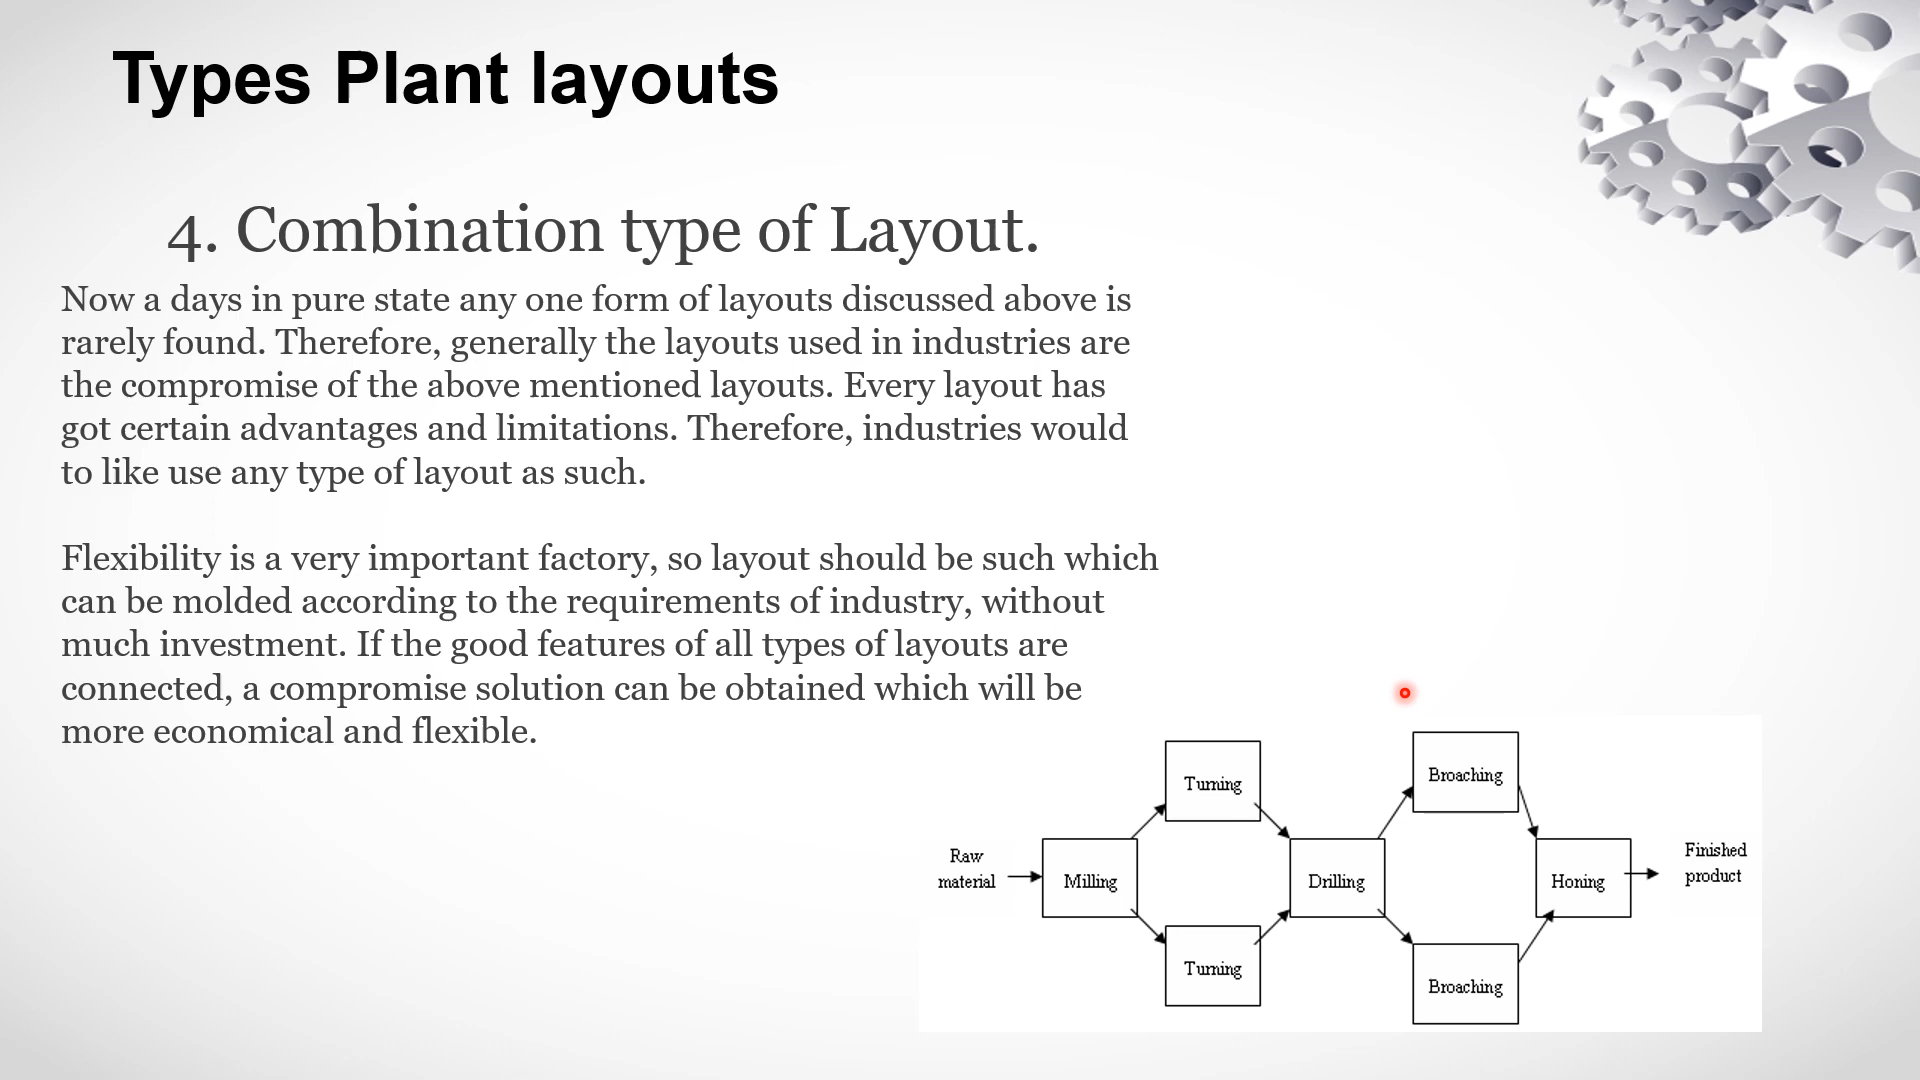 Types Plant layouts
4. Combination type of Layout.
Now a days in pure state any one form of layouts discussed above is
rarely found. Therefore, generally the layouts used in industries are
the compromise of the above mentioned layouts. Every layout has
got certain advantages and limitations. Therefore, industries would
to like use any type of layout as such.
Flexibility is a very important factory, so layout should be such which
can be molded according to the requirements of industry, without
much investment. If the good features of all types of layouts are
connected, a compromise solution can be obtained which will be
more economical and flexible.
Raw
material
Milling
Turning
Turning
Drilling
Broaching
Broaching
Honing
Finished
product